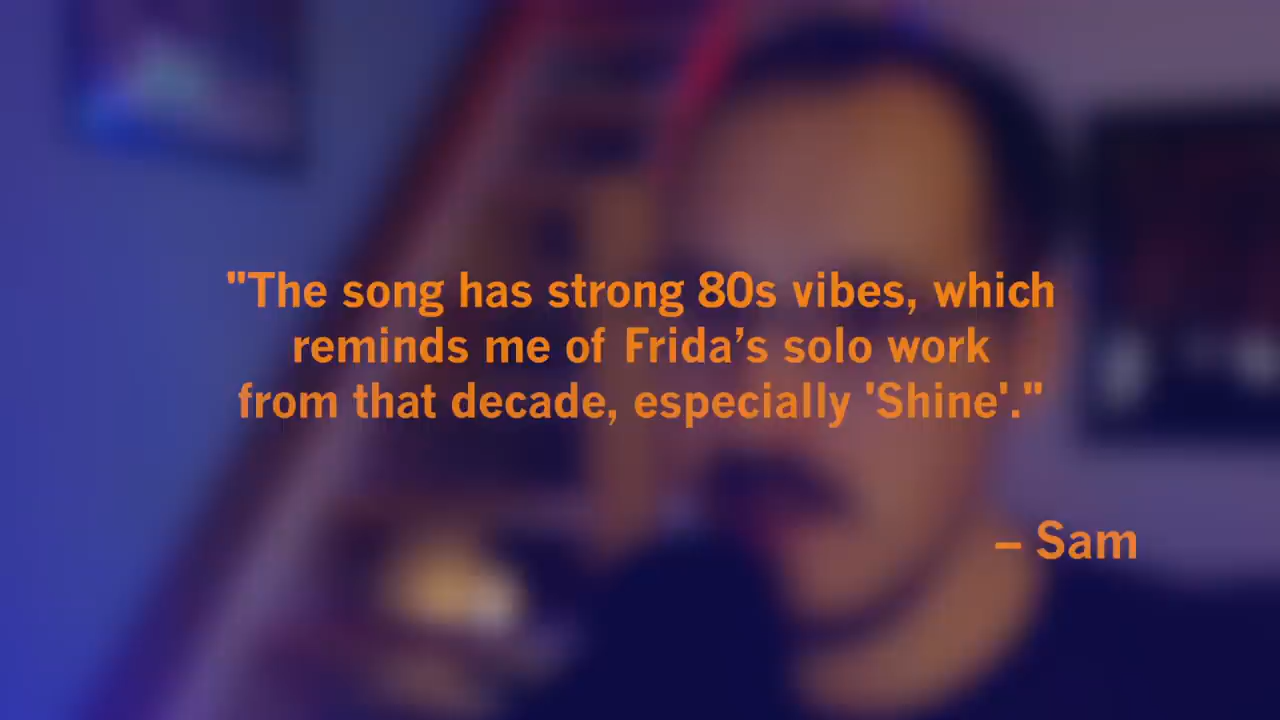 "The song has strong 80s vibes, which
reminds me of Frida’s solo work
from that decade, especially 'Shine'."
– Sam